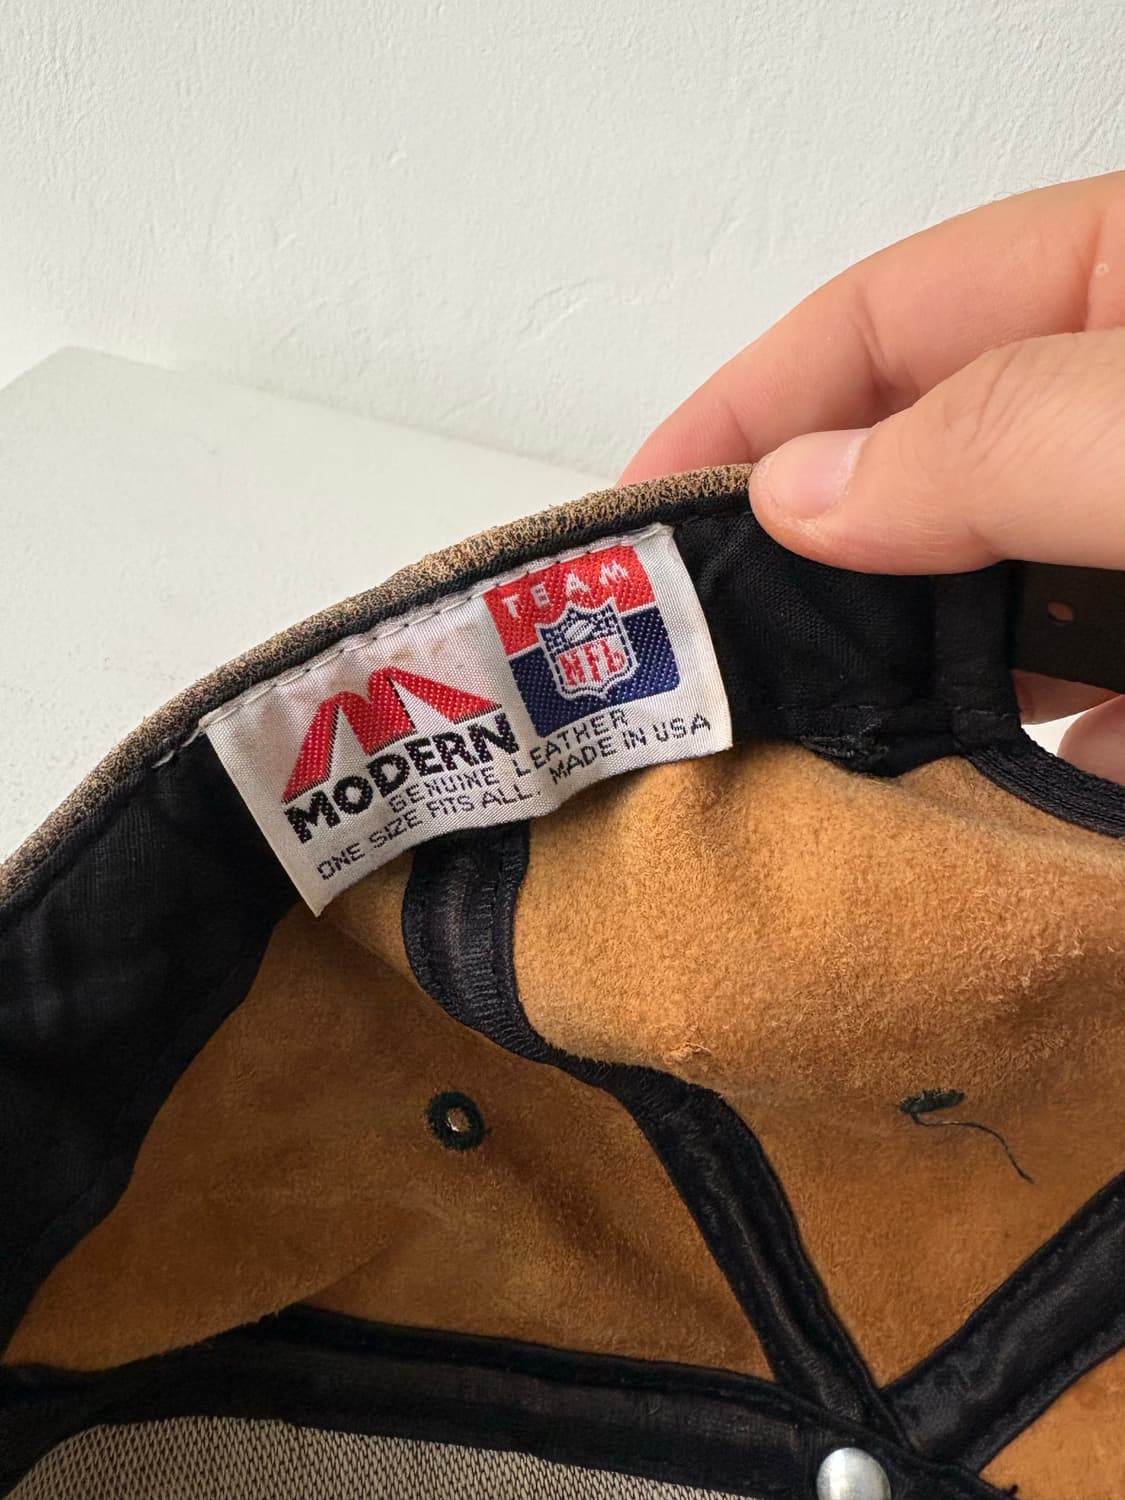 TEAM
NFL
MODERN
GENUINE LEATHER
ONE SIZE FITS ALL. MADE IN USA